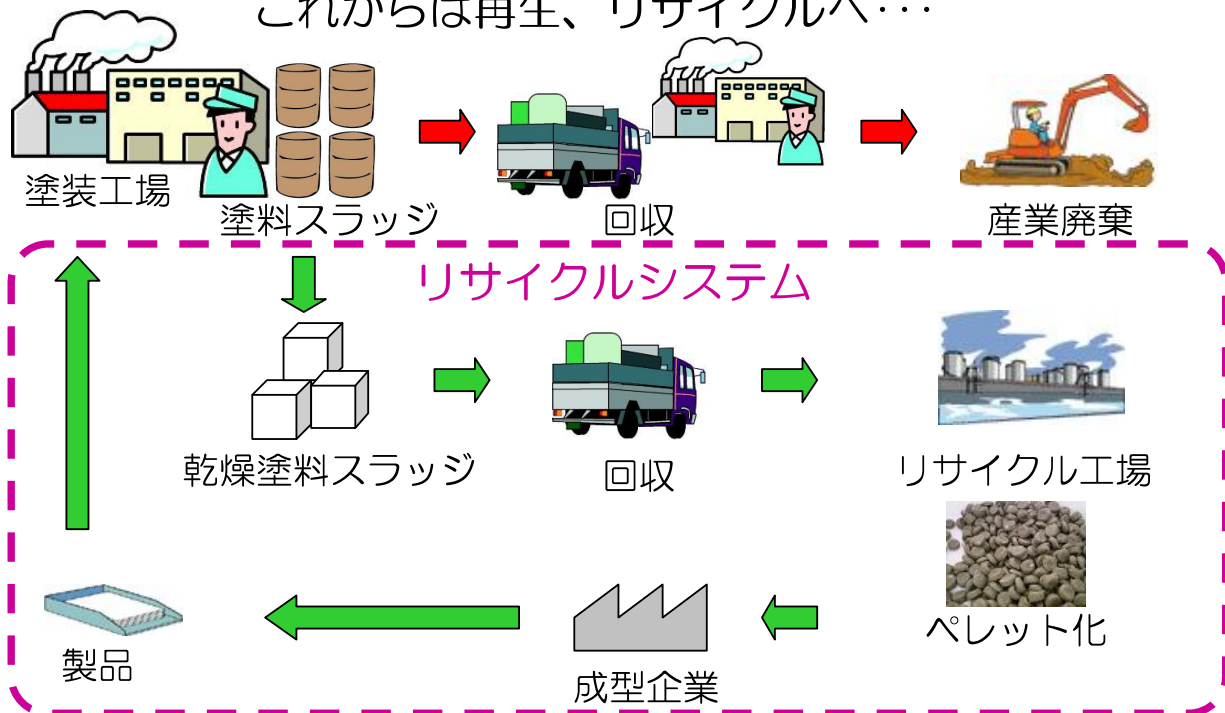 これからは再生、リサイクルへ･･･
塗装工場
塗料スラッジ
回収
産業廃棄
リサイクルシステム
乾燥塗料スラッジ
回収
リサイクル工場
ペレット化
製品
成型企業